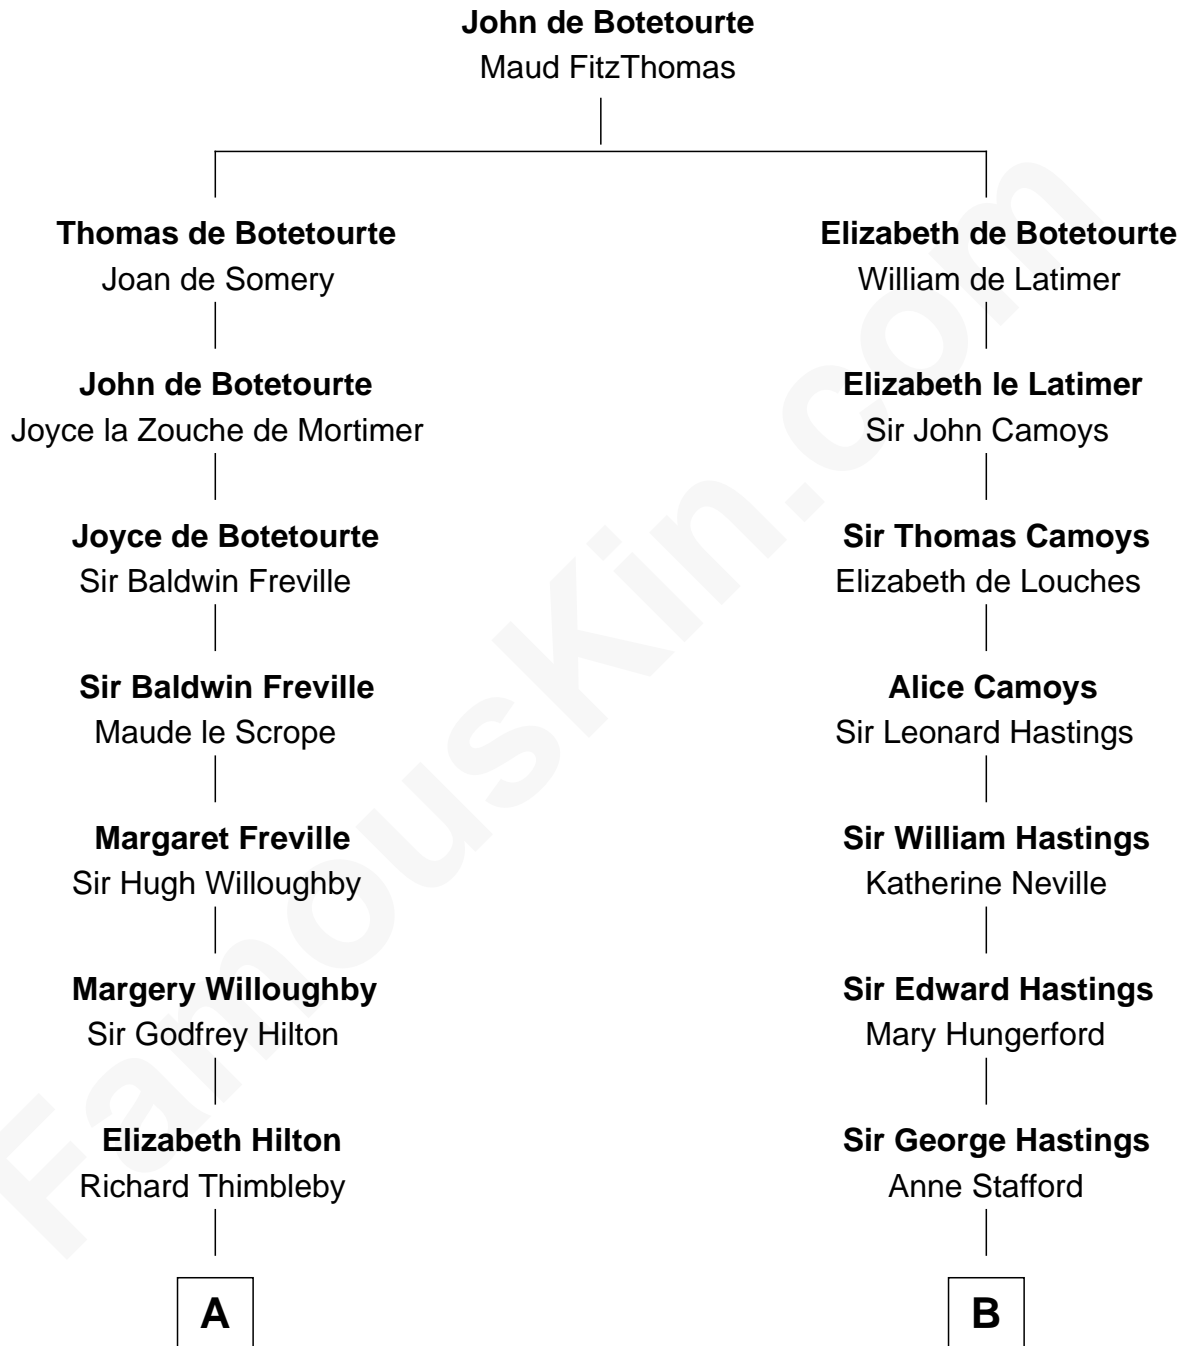 John de Botetourte
Maud FitzThomas
Thomas de Botetourte
Joan de Somery
John de Botetourte
Joyce la Zouche de Mortimer
Joyce de Botetourte
Sir Baldwin Freville
Sir Baldwin Freville
Maude le Scrope
Margaret Freville
Sir Hugh Willoughby
Margery Willoughby
Sir Godfrey Hilton
Elizabeth Hilton
Richard Thimbleby
A
Elizabeth de Botetourte
William de Latimer
Elizabeth le Latimer
Sir John Camoys
Sir Thomas Camoys
Elizabeth de Louches
Alice Camoys
Sir Leonard Hastings
Sir William Hastings
Katherine Neville
Sir Edward Hastings
Mary Hungerford
Sir George Hastings
Anne Stafford
B
FamousKin.com